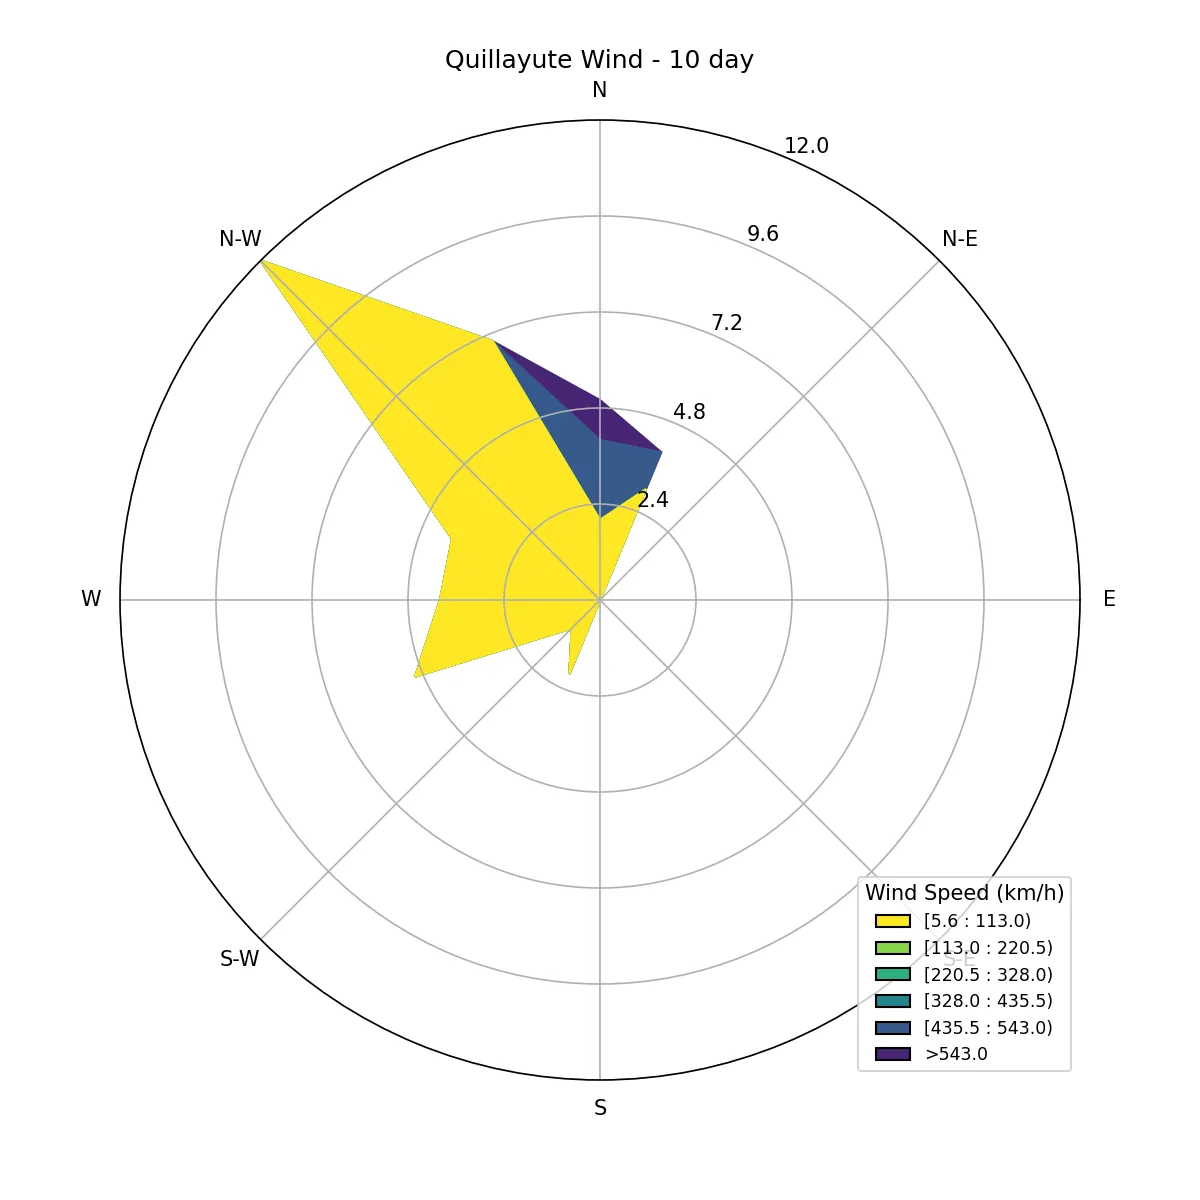 Quillayute Wind - 10 day
N
12.0
N-W
9.6
N-E
7.2
4.8
2.4
W
E
Wind Speed (km/h)
[5.6 : 113.0)
[113.0 : 220.5)
S-W
S-E
[220.5 : 328.0)
[328.0 : 435.5)
[435.5 : 543.0)
>543.0
S